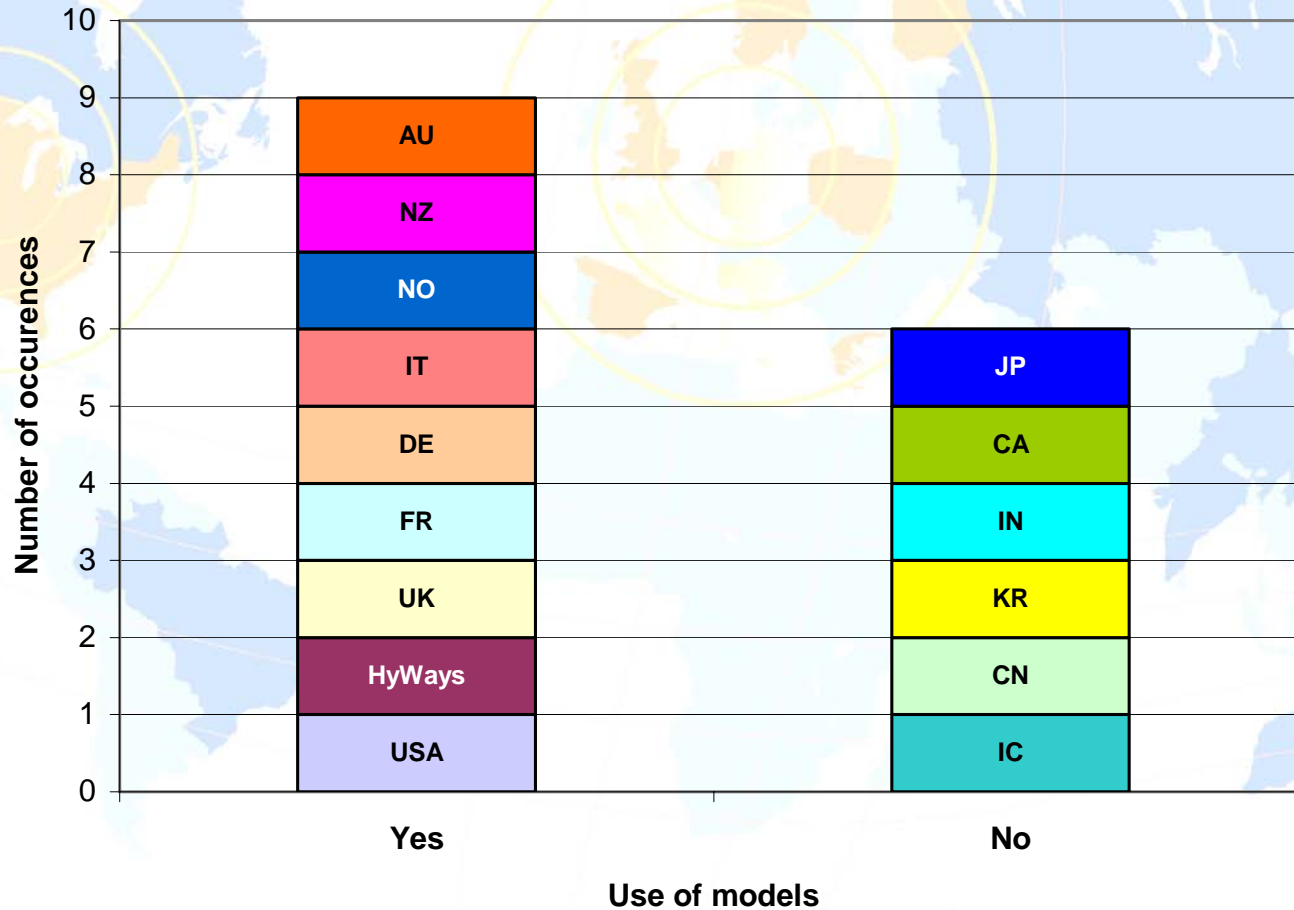 10
9
8
7
6
5
4
3
2
1
0
Number of occurences
AU
NZ
NO
IT
DE
FR
UK
HyWays
USA
JP
CA
IN
KR
CN
IC
Yes
No
Use of models